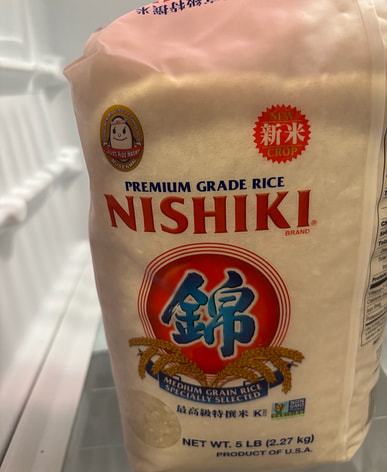 NEW
新米
CROP
PREMIUM GRADE RICE
NISHIKI®
BRAND
錦
MEDIUM GRAIN RICE
SPECIALLY SELECTED
最高級特撰米 K
NET WT. 5 LB (2.27 kg)
PRODUCT OF U.S.A.